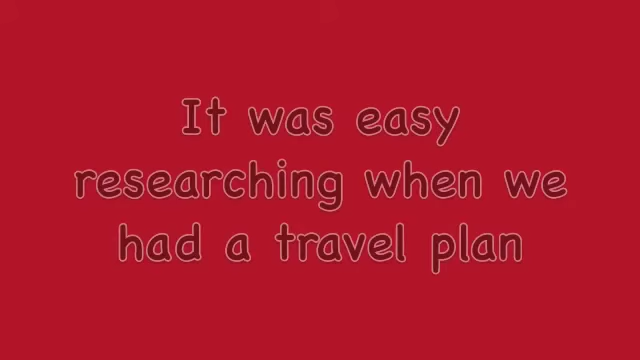 It was easy
researching when we
had a travel plan